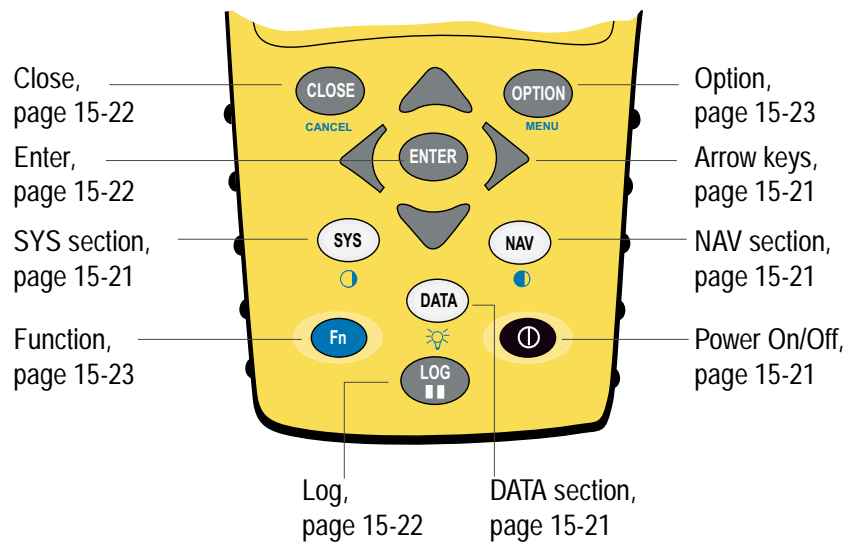 Close,
page 15-22
Enter,
page 15-22
SYS section,
page 15-21
Function,
page 15-23
CLOSE
CANCEL
OPTION
MENU
ENTER
SYS
NAV
DATA
Fn
LOG
Option,
page 15-23
Arrow keys,
page 15-21
NAV section,
page 15-21
Power On/Off,
page 15-21
Log,
page 15-22
DATA section,
page 15-21